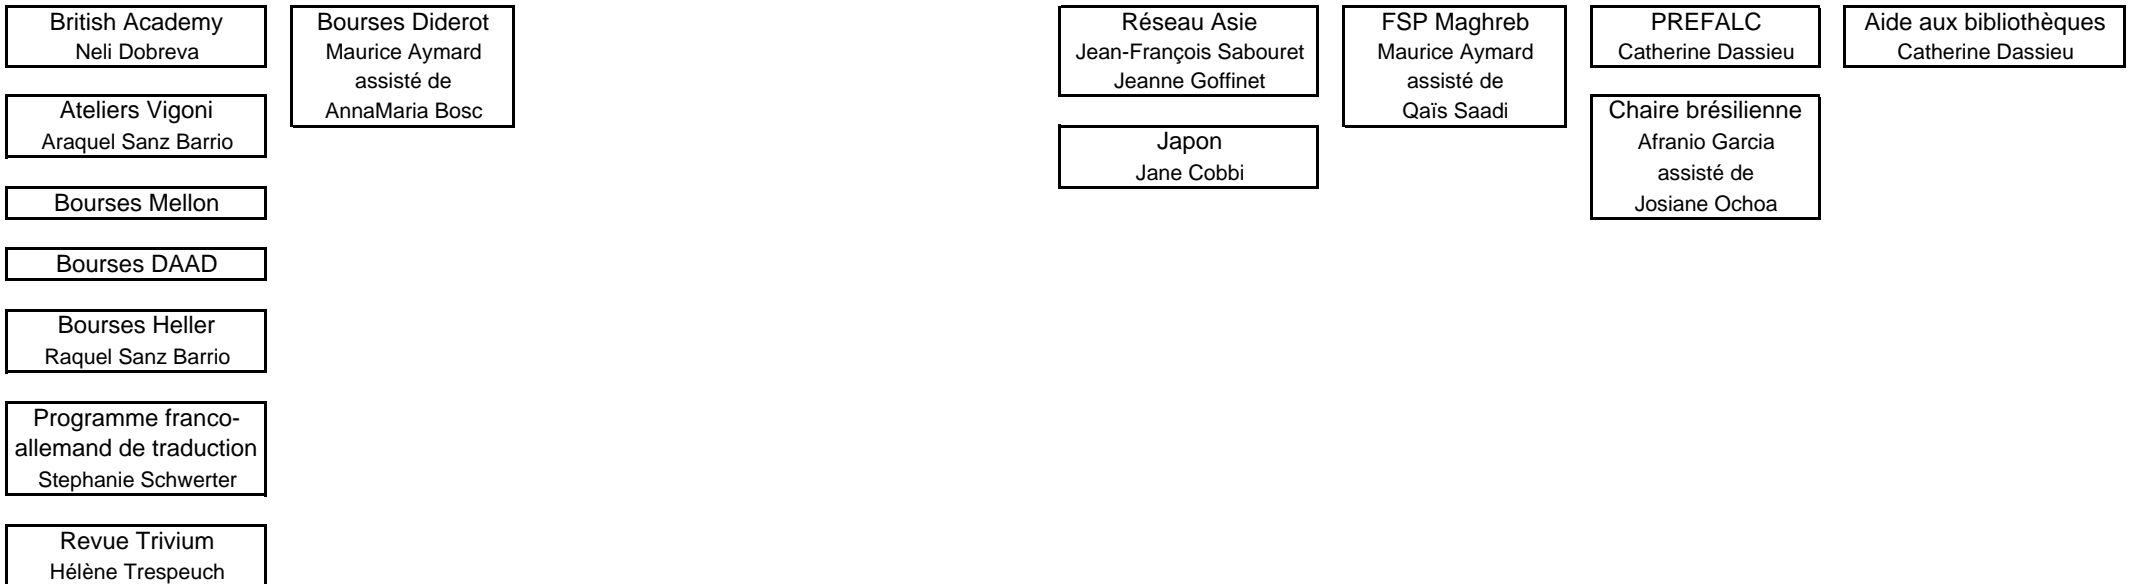 British Academy
Neli Dobreva
Ateliers Vigoni
Araquel Sanz Barrio
Bourses Mellon
Bourses DAAD
Bourses Heller
Raquel Sanz Barrio
Programme franco-
allemand de traduction
Stephanie Schwerter
Revue Trivium
Hélène Trespeuch
Bourses Diderot
Maurice Aymard
assisté de
AnnaMaria Bosc
Réseau Asie
Jean-François Sabouret
Jeanne Goffinet
Japon
Jane Cobbi
FSP Maghreb
Maurice Aymard
assisté de
Qaïs Saadi
PREFALC
Catherine Dassieu
Chaire brésilienne
Afranio Garcia
assisté de
Josiane Ochoa
Aide aux bibliothèques
Catherine Dassieu